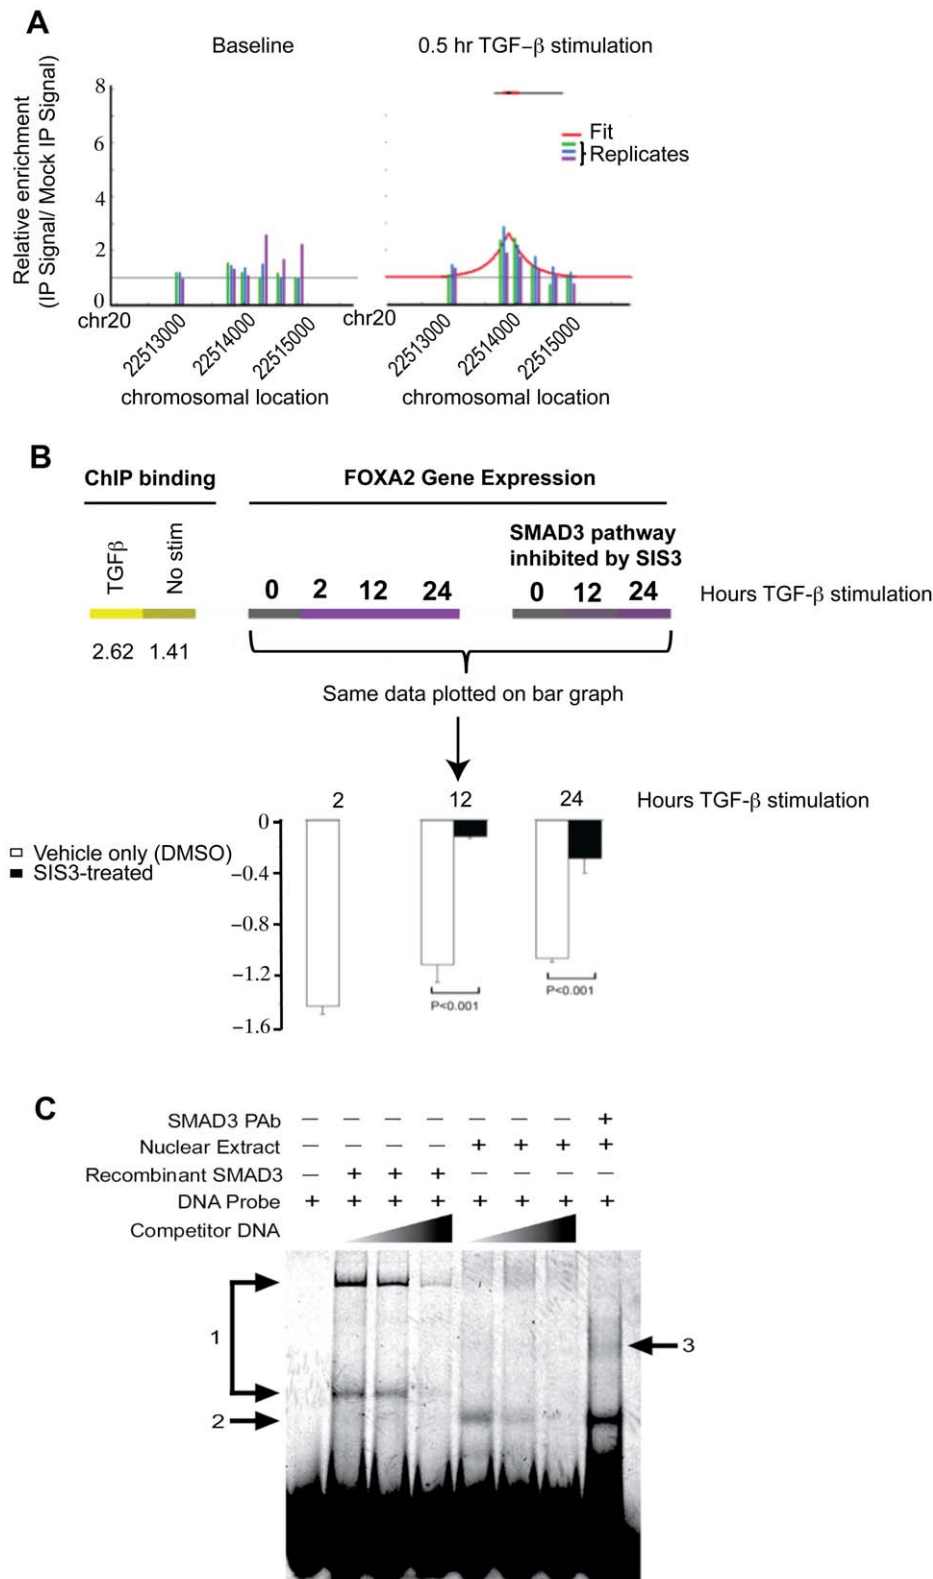 A
Baseline
0.5 hr TGF−β stimulation
Relative enrichment
(IP Signal/ Mock IP Signal)
8
6
4
2
0
Fit
Replicates
chr20
22513000
22514000
22515000
chr20
22513000
22514000
22515000
chromosomal location
chromosomal location
B
ChIP binding
FOXA2 Gene Expression
TGFβ
No stim
SMAD3 pathway
inhibited by SIS3
0 2 12 24
0 12 24
Hours TGF-β stimulation
2.62 1.41
Same data plotted on bar graph
2 12 24
Hours TGF-β stimulation
Vehicle only (DMSO)
SIS3-treated
0
−0.4
−0.8
−1.2
−1.6
P<0.001
P<0.001
C
SMAD3 PAb — — — — — — — +
Nuclear Extract — — — — + + + +
Recombinant SMAD3 — + + + — — — —
DNA Probe + + + + + + + +
Competitor DNA
1
2
3